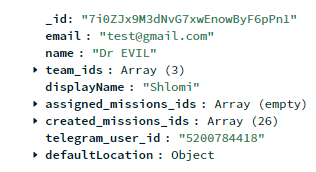 _id: "7i0ZJx9M3dNvG7xwEnowByF6pPn1"
email : "test@gmail.com"
name : "Dr EVIL"
team_ids : Array (3)
displayName : "Shlomi"
assigned_missions_ids : Array (empty)
created_missions_ids : Array (26)
telegram_user_id : "5200784418"
defaultLocation : Object